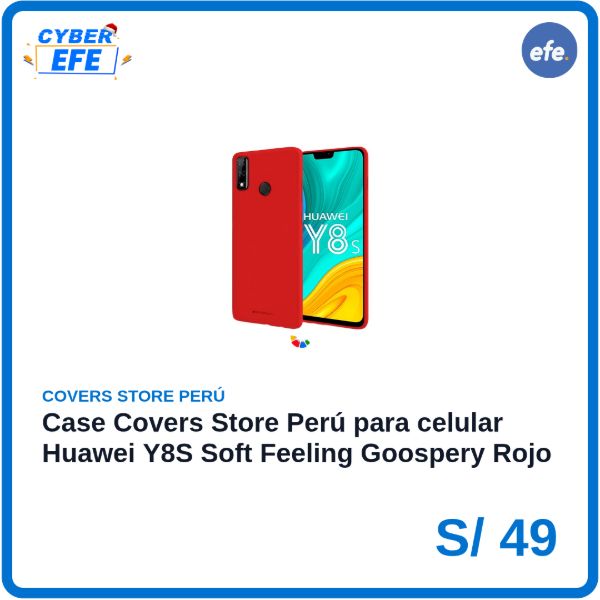 CYBER
EFE
efe.
HUAWEI
Y8s
COVERS STORE PERÚ
Case Covers Store Perú para celular
Huawei Y8S Soft Feeling Goospery Rojo
S/ 49